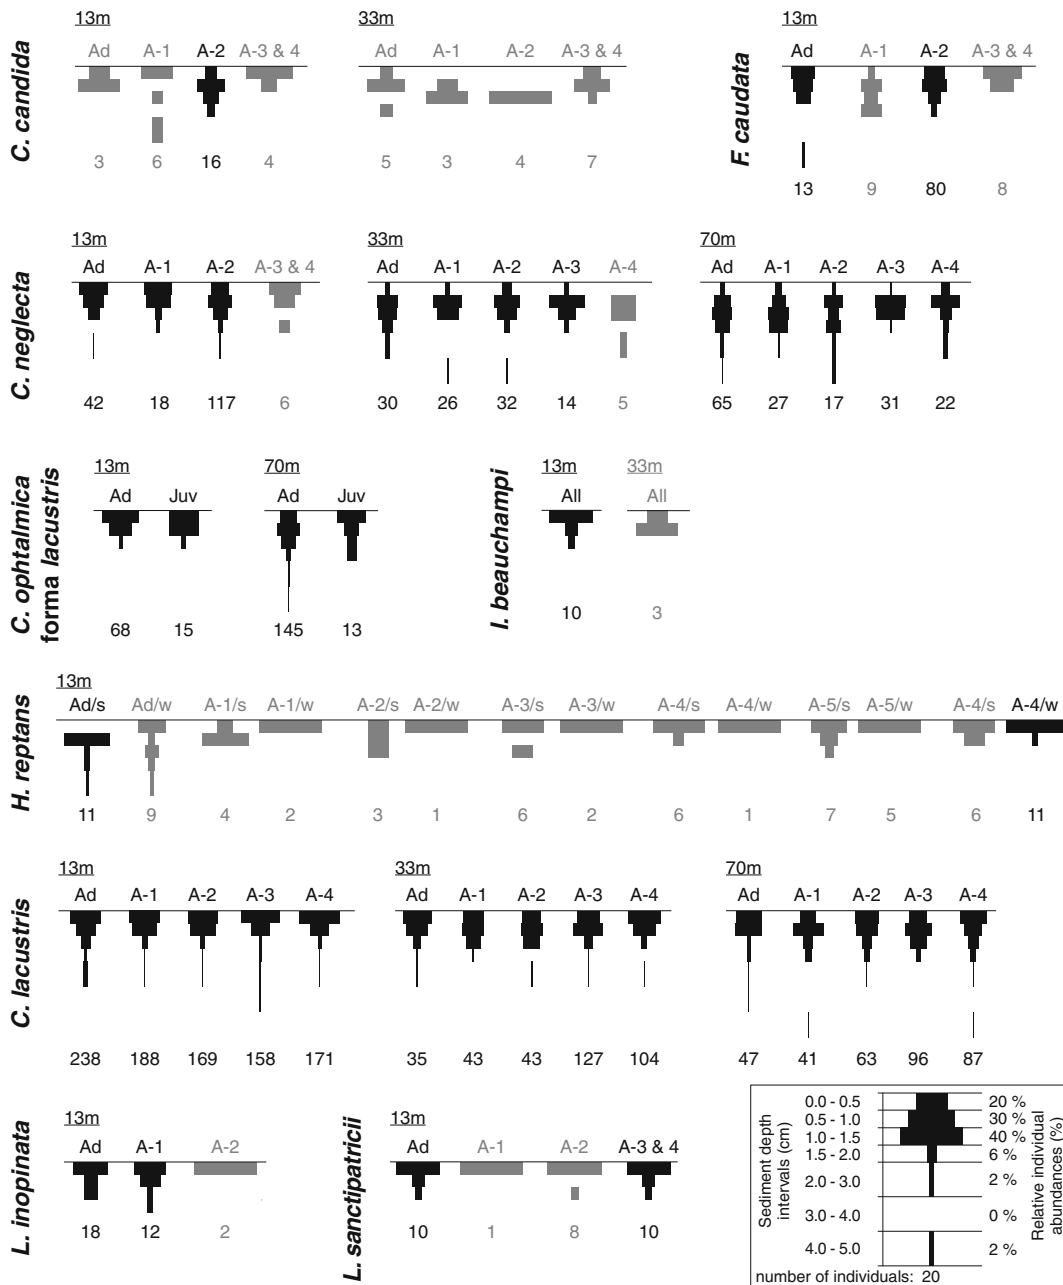 C. candida
13m
Ad A-1 A-2 A-3 & 4
3 6 16 4
33m
Ad A-1 A-2 A-3 & 4
5 3 4 7
F. caudata
13m
Ad A-1 A-2 A-3 & 4
13 9 80 8
C. neglecta
13m
Ad A-1 A-2 A-3 & 4
42 18 117 6
33m
Ad A-1 A-2 A-3 A-4
30 26 32 14 5
70m
Ad A-1 A-2 A-3 A-4
65 27 17 31 22
C. ophtalmica
forma lacustris
13m
Ad Juv
68 15
70m
Ad Juv
145 13
I. beauchampi
13m
All
10
33m
All
3
H. reptans
13m
Ad/s Ad/w A-1/s A-1/w A-2/s A-2/w A-3/s A-3/w A-4/s A-4/w A-5/s A-5/w A-4/s A-4/w
11 9 4 2 3 1 6 2 6 1 7 5 6 11
C. lacustris
13m
Ad A-1 A-2 A-3 A-4
238 188 169 158 171
33m
Ad A-1 A-2 A-3 A-4
35 43 43 127 104
70m
Ad A-1 A-2 A-3 A-4
47 41 63 96 87
L. inopinata
13m
Ad A-1 A-2
18 12 2
L. sanctipatricii
13m
Ad A-1 A-2 A-3 & 4
10 1 8 10
Sediment depth
intervals (cm)
0.0 - 0.5 20 %
0.5 - 1.0 30 %
1.0 - 1.5 40 %
1.5 - 2.0 6 %
2.0 - 3.0 2 %
3.0 - 4.0 0 %
4.0 - 5.0 2 %
Relative individual
abundances (%)
number of individuals: 20